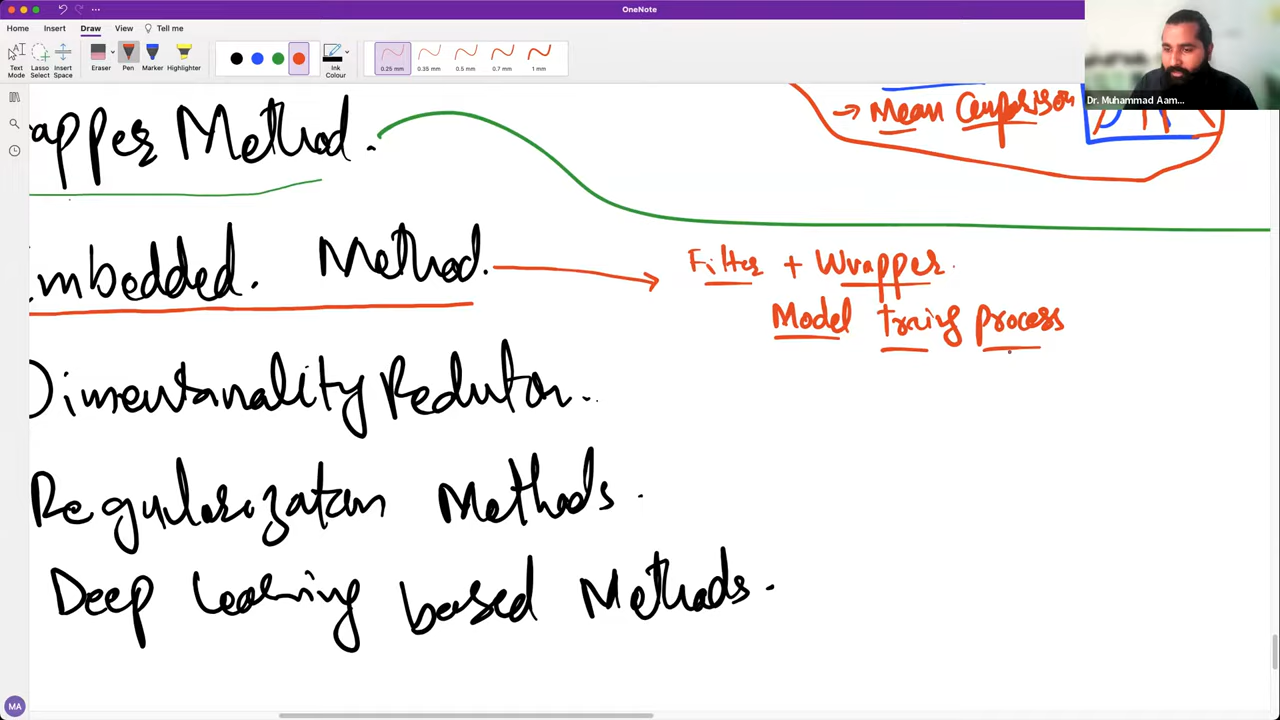 OneNote
Home Insert Draw View Tell me
Text Mode
Lasso Select
Insert Space
Eraser
Pen
Marker
Highlighter
Ink Colour
0.25 mm
0.35 mm
0.5 mm
0.7 mm
1 mm
Dr. Muhammad Aam...
→ Mean Comparison
apper Method.
mbedded. Method.
Filter + Wrapper.
Model trainig process
Dimentanality Redution.
Regularization Methods.
Deep learning based Methods.
MA